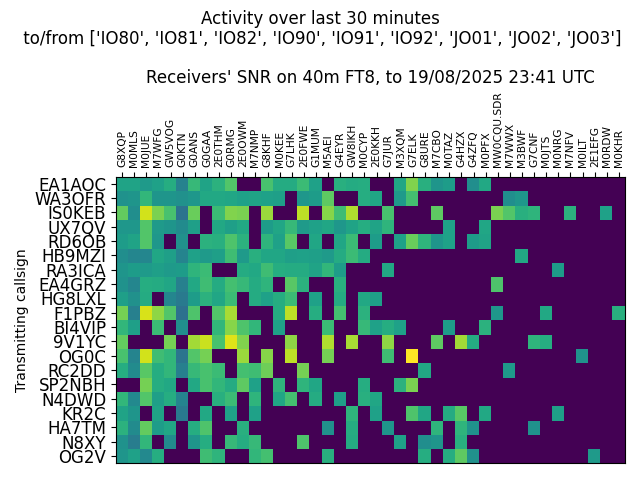 Activity over last 30 minutes
to/from ['IO80', 'IO81', 'IO82', 'IO90', 'IO91', 'IO92', 'JO01', 'JO02', 'JO03']
Receivers' SNR on 40m FT8, to 19/08/2025 23:41 UTC
G8XQP
M0MLS
M0JUE
M7WFG
GW5VOG
G0KTN
G0ANS
G0GAA
2E0THM
G0RMG
2E0OWM
M7NMP
G8KHF
M0KEE
G7LHK
2E0FWE
G1MUM
M5AEI
G4EYR
GW8IKH
M0CYP
2E0KKH
G7JUR
M3XQM
G7ELK
G8URE
M7CBO
M0TAZ
G4HZX
G4ZFQ
M0PFX
MW0CQU.SDR
M7WWX
M3BWF
G7CNF
M0JTS
M0NRG
M7NFV
M0ILT
2E1EFG
M0RDW
M0KHR
Transmitting callsign
EA1AOC
WA3OFR
IS0KEB
UX7QV
RD6OB
HB9MZI
RA3ICA
EA4GRZ
HG8LXL
F1PBZ
BI4VIP
9V1YC
OG0C
RC2DD
SP2NBH
N4DWD
KR2C
HA7TM
N8XY
OG2V